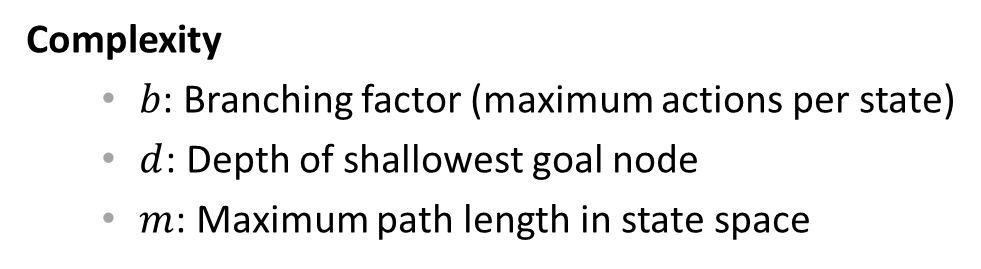 Complexity
• b: Branching factor (maximum actions per state)
• d: Depth of shallowest goal node
• m: Maximum path length in state space